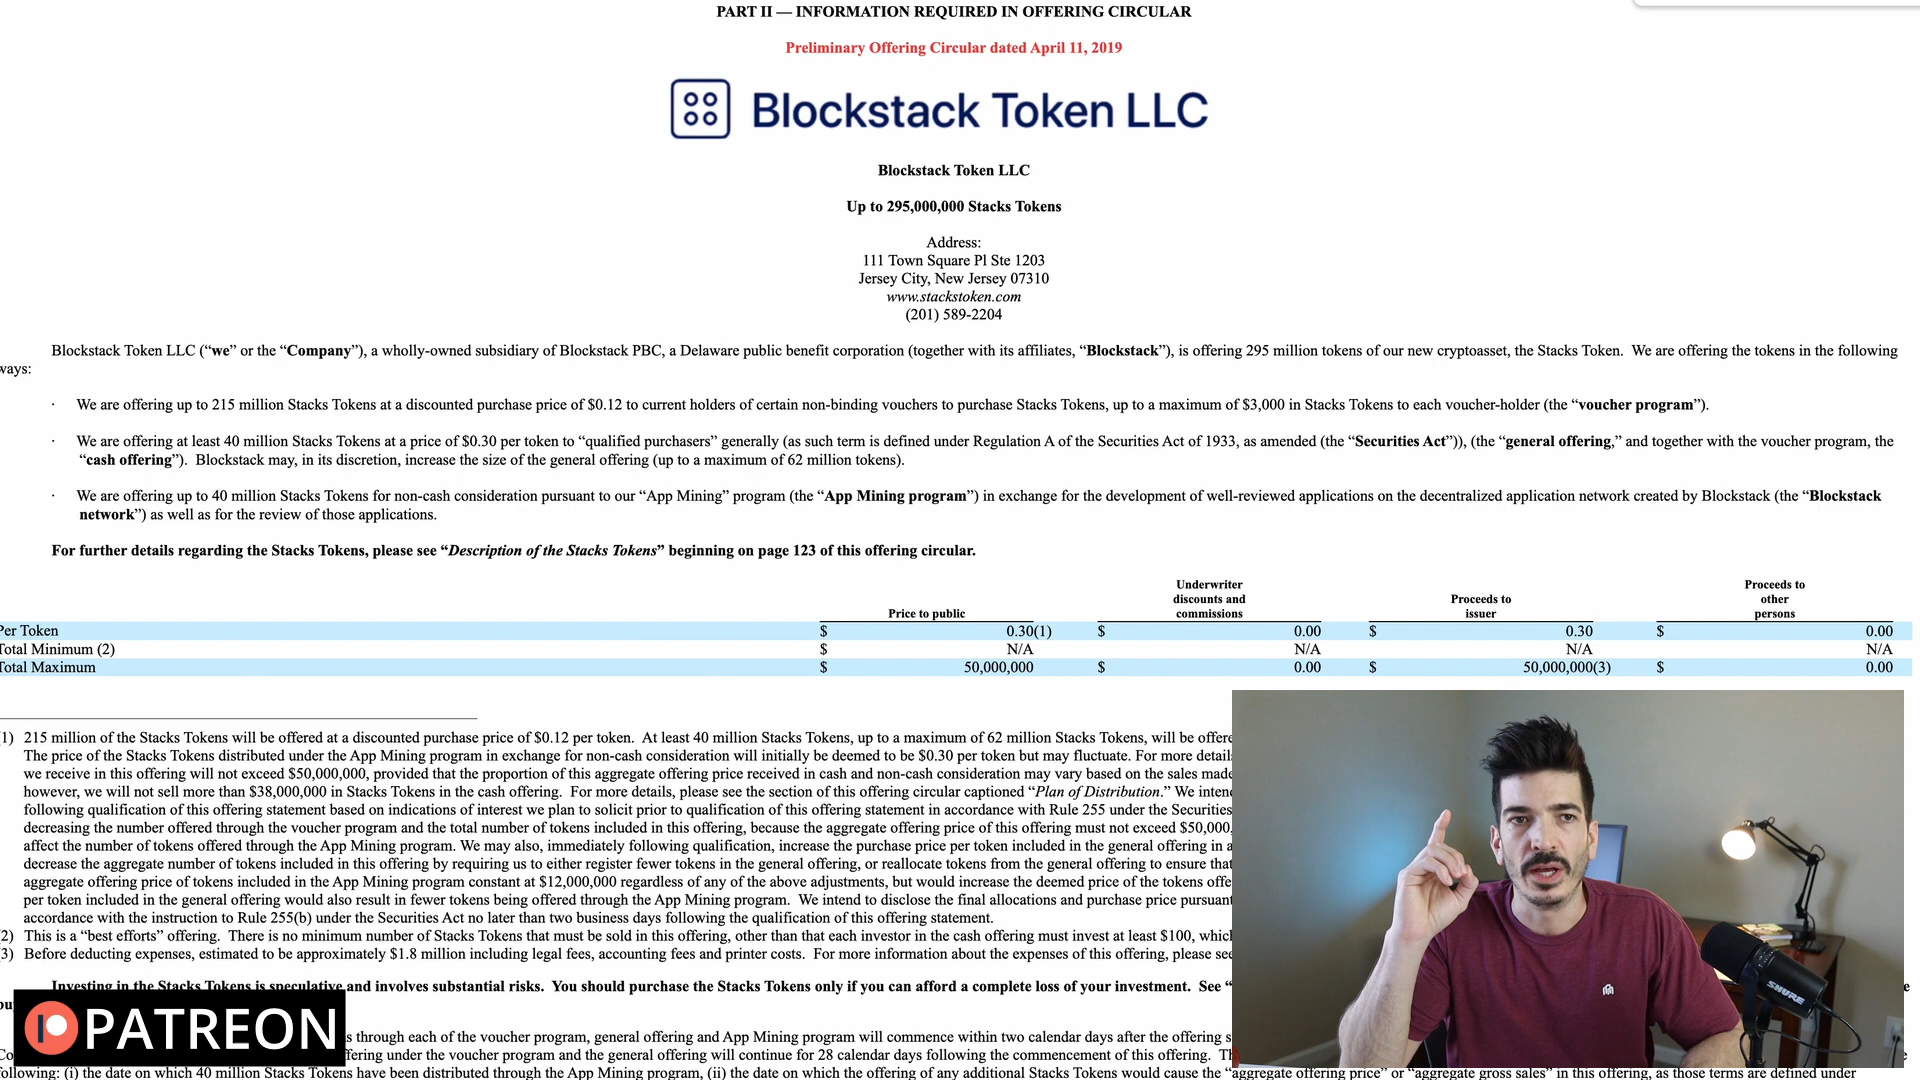 PART II — INFORMATION REQUIRED IN OFFERING CIRCULAR
Preliminary Offering Circular dated April 11, 2019
Blockstack Token LLC
Blockstack Token LLC
Up to 295,000,000 Stacks Tokens
Address:
111 Town Square Pl Ste 1203
Jersey City, New Jersey 07310
www.stackstoken.com
(201) 589-2204
Blockstack Token LLC (“we” or the “Company”), a wholly-owned subsidiary of Blockstack PBC, a Delaware public benefit corporation (together with its affiliates, “Blockstack”), is offering 295 million tokens of our new cryptoasset, the Stacks Token. We are offering the tokens in the following
ways:
· We are offering up to 215 million Stacks Tokens at a discounted purchase price of $0.12 to current holders of certain non-binding vouchers to purchase Stacks Tokens, up to a maximum of $3,000 in Stacks Tokens to each voucher-holder (the “voucher program”).
· We are offering at least 40 million Stacks Tokens at a price of $0.30 per token to “qualified purchasers” generally (as such term is defined under Regulation A of the Securities Act of 1933, as amended (the “Securities Act”)), (the “general offering,” and together with the voucher program, the
“cash offering”). Blockstack may, in its discretion, increase the size of the general offering (up to a maximum of 62 million tokens).
· We are offering up to 40 million Stacks Tokens for non-cash consideration pursuant to our “App Mining” program (the “App Mining program”) in exchange for the development of well-reviewed applications on the decentralized application network created by Blockstack (the “Blockstack
network”) as well as for the review of those applications.
For further details regarding the Stacks Tokens, please see “Description of the Stacks Tokens” beginning on page 123 of this offering circular.
Price to public Underwriter discounts and commissions Proceeds to issuer Proceeds to other persons
Per Token $ 0.30(1) $ 0.00 $ 0.30 $ 0.00
Total Minimum (2) $ N/A N/A N/A N/A
Total Maximum $ 50,000,000 $ 0.00 $ 50,000,000(3) $ 0.00
(1) 215 million of the Stacks Tokens will be offered at a discounted purchase price of $0.12 per token. At least 40 million Stacks Tokens, up to a maximum of 62 million Stacks Tokens, will be offere
The price of the Stacks Tokens distributed under the App Mining program in exchange for non-cash consideration will initially be deemed to be $0.30 per token but may fluctuate. For more details
we receive in this offering will not exceed $50,000,000, provided that the proportion of this aggregate offering price received in cash and non-cash consideration may vary based on the sales made
however, we will not sell more than $38,000,000 in Stacks Tokens in the cash offering. For more details, please see the section of this offering circular captioned “Plan of Distribution.” We intend
following qualification of this offering statement based on indications of interest we plan to solicit prior to qualification of this offering statement in accordance with Rule 255 under the Securities
decreasing the number offered through the voucher program and the total number of tokens included in this offering, because the aggregate offering price of this offering must not exceed $50,000,
affect the number of tokens offered through the App Mining program. We may also, immediately following qualification, increase the purchase price per token included in the general offering in a
decrease the aggregate number of tokens included in this offering by requiring us to either register fewer tokens in the general offering, or reallocate tokens from the general offering to ensure that
aggregate offering price of tokens included in the App Mining program constant at $12,000,000 regardless of any of the above adjustments, but would increase the deemed price of the tokens offe
per token included in the general offering would also result in fewer tokens being offered through the App Mining program. We intend to disclose the final allocations and purchase price pursuant
accordance with the instruction to Rule 255(b) under the Securities Act no later than two business days following the qualification of this offering statement.
(2) This is a “best efforts” offering. There is no minimum number of Stacks Tokens that must be sold in this offering, other than that each investor in the cash offering must invest at least $100, whicl
(3) Before deducting expenses, estimated to be approximately $1.8 million including legal fees, accounting fees and printer costs. For more information about the expenses of this offering, please see
Investing in the Stacks Tokens is speculative and involves substantial risks. You should purchase the Stacks Tokens only if you can afford a complete loss of your investment. See “
PATREON
s through each of the voucher program, general offering and App Mining program will commence within two calendar days after the offering s
fering under the voucher program and the general offering will continue for 28 calendar days following the commencement of this offering. Th
following: (i) the date on which 40 million Stacks Tokens have been distributed through the App Mining program, (ii) the date on which the offering of any additional Stacks Tokens would cause the “aggregate offering price” or “aggregate gross sales” in this offering, as those terms are defined under
SHURE